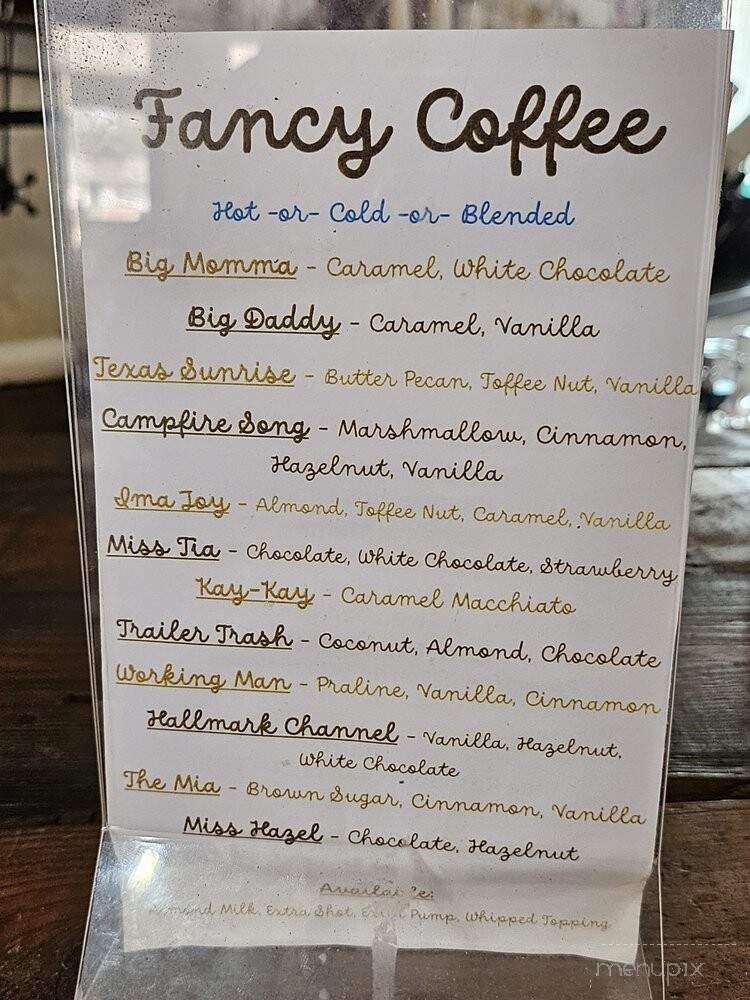 Fancy Coffee
Hot -or- Cold -or- Blended
Big Momma - Caramel, White Chocolate
Big Daddy - Caramel, Vanilla
Texas Sunrise - Butter Pecan, Toffee Nut, Vanilla
Campfire Song - Marshmallow, Cinnamon,
Hazelnut, Vanilla
Ima Joy - Almond, Toffee Nut, Caramel, Vanilla
Miss Tia - Chocolate, White Chocolate, Strawberry
Kay-Kay - Caramel Macchiato
Trailer Trash - Coconut, Almond, Chocolate
Working Man - Praline, Vanilla, Cinnamon
Hallmark Channel - Vanilla, Hazelnut,
White Chocolate
The Mia - Brown Sugar, Cinnamon, Vanilla
Miss Hazel - Chocolate, Hazelnut
Available:
Almond Milk, Extra Shot, Extra Pump, Whipped Topping
menupix